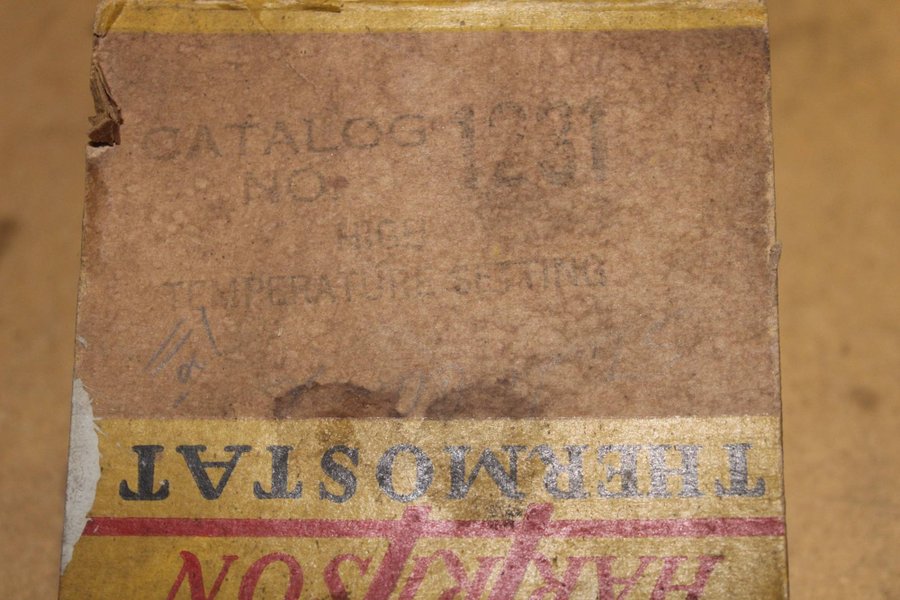 CATALOG 1231
NO.
HIGH
TEMPERATURE SETTING
THERMOSTAT
HARRISON